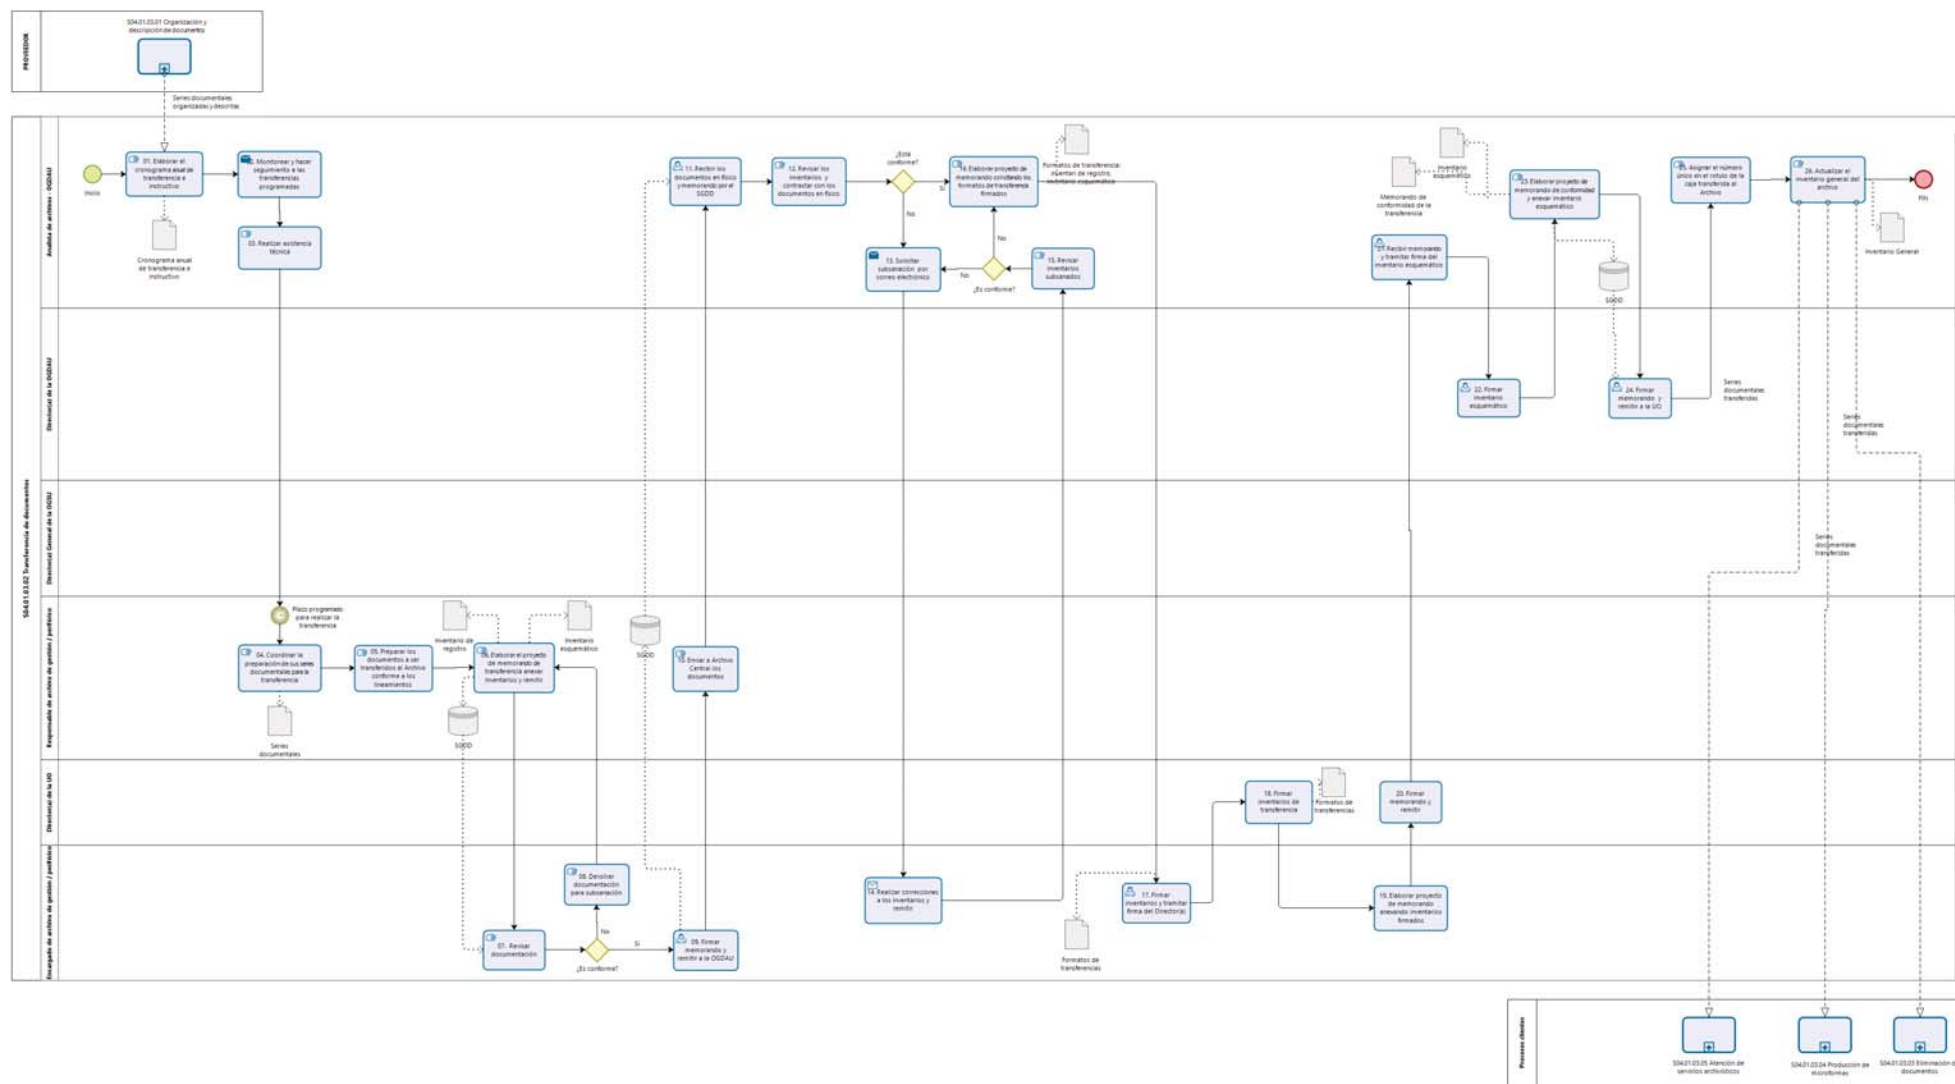 S04.01.03.01 Organización y
descripción de documentos
PROVEEDOR
Series documentales
organizadas y descritas
S04.01.03.02 Transferencia de documentos
Analista de archivos - OGDAU
Inicio
01. Elaborar el
cronograma anual de
transferencia e
instructivo
Cronograma anual
de transferencia e
instructivo
Monitorear y hacer
seguimiento a las
transferencias
programadas
03. Realizar asistencia
técnica
11. Recibir los
documentos en físico
y memorando por el
SGDD
12. Revisar los
inventarios y
contrastar con los
documentos en físico
¿Está
conforme?
Si
No
Elaborar proyecto de
memorando solicitando los
formatos de transferencia
firmados
Formatos de transferencia:
inventari de registro,
inventario esquemático
13. Solicitar
subsanación por
correo electrónico
No
No
¿Es conforme?
15. Revisar
inventarios
subsanados
Memorando de
conformidad de la
transferencia
Inventario
esquemático
Elaborar proyecto de
memorando de conformidad
y anexar inventario
esquemático
Recibir memorando
y tramitar firma del
inventario esquemático
SGDD
Asignar el número
único en el rotulo de la
caja transferida al
Archivo
26. Actualizar el
inventario general del
archivo
FIN
Inventario General
Director(a) de la OGDAU
22. Firmar
inventario
esquemático
24. Firmar
memorando y
remitir a la UO
Series
documentales
transferidas
Series
documentales
transferidas
Director(a) General de la OGSU
Series
documentales
transferidas
Responsable de archivo de gestión / periférico
Plazo programado
para realizar la
transferencia
04. Coordinar la
preparación de sus series
documentales para la
transferencia
Series
documentales
05. Preparar los
documentos a ser
transferidos al Archivo
conforme a los
lineamientos
Inventario de
registro
Inventario
esquemático
06. Elaborar el proyecto
de memorando de
transferencia anexar
inventarios y remitir
SGDD
SGDD
10. Enviar a Archivo
Central los
documentos
Director(a) de la UO
18. Firmar
inventarios de
transferencia
Formatos de
transferencias
20. Firmar
memorando y
remitir
Encargado de archivo de gestión / periférico
07. Revisar
documentación
08. Devolver
documentación
para subsanación
No
Si
¿Es conforme?
09. Firmar
memorando y
remitir a la OGDAU
14. Realizar correcciones
a los inventarios y
remitir
17. Firmar
inventarios y tramitar
firma del Director(a)
Formatos de
transferencias
19. Elaborar proyecto
de memorando
anexando inventarios
firmados
Procesos clientes
S04.01.03.05 Atención de
servicios archivísticos
S04.01.03.04 Producción de
microformas
S04.01.03.03 Eliminación d
documentos